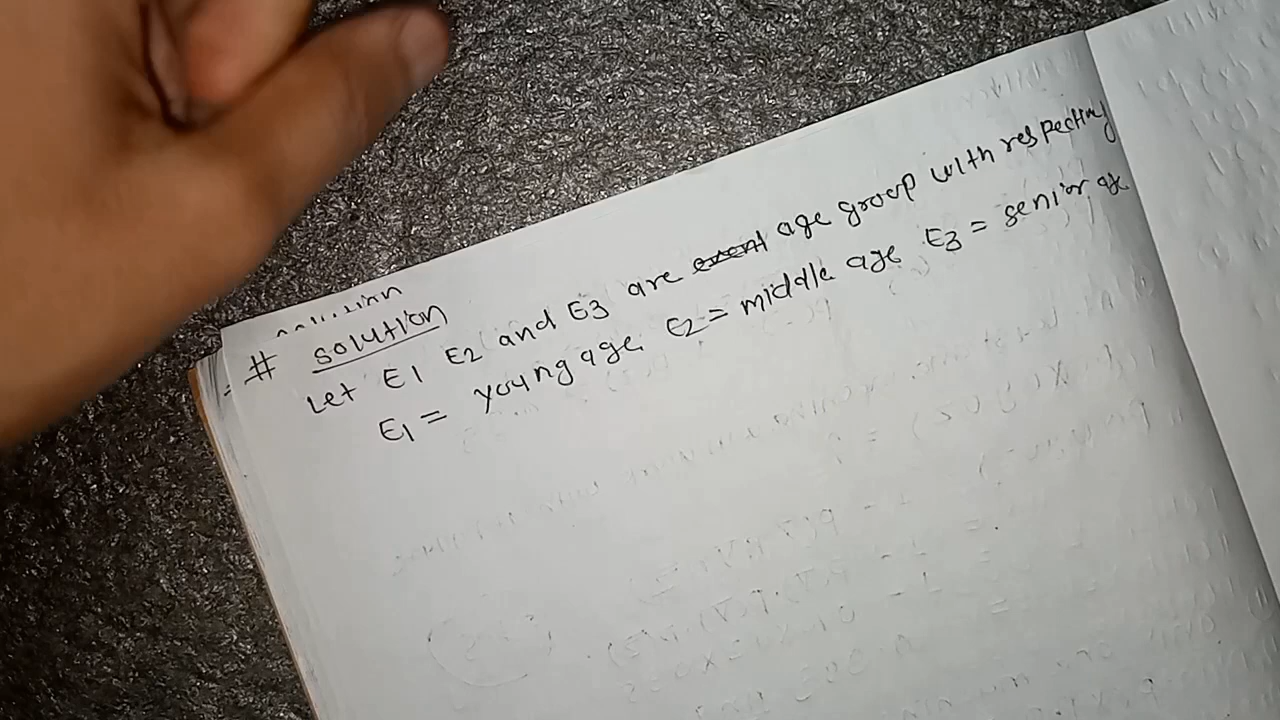 # solution
Let E1 E2 and E3 are age group with respecting
E1 = young age E2 = middle age E3 = senior age